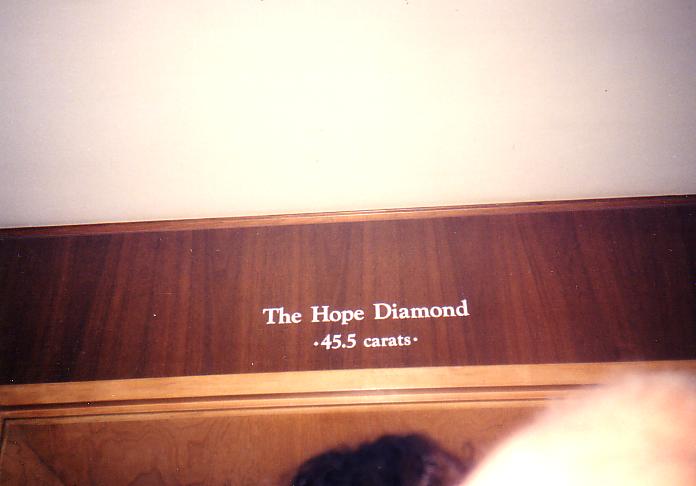 The Hope Diamond
·45.5 carats·